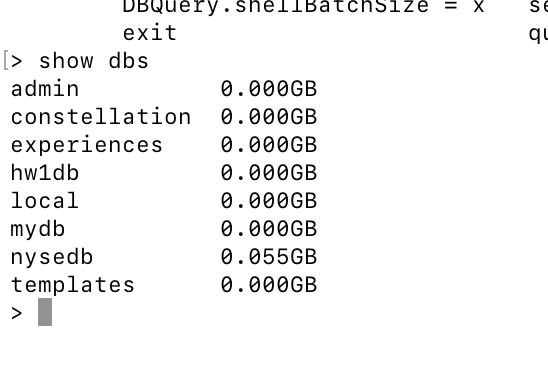 DBQuery.shellBatchSize = x se
exit qu
> show dbs
admin 0.000GB
constellation 0.000GB
experiences 0.000GB
hw1db 0.000GB
local 0.000GB
mydb 0.000GB
nysedb 0.055GB
templates 0.000GB
>